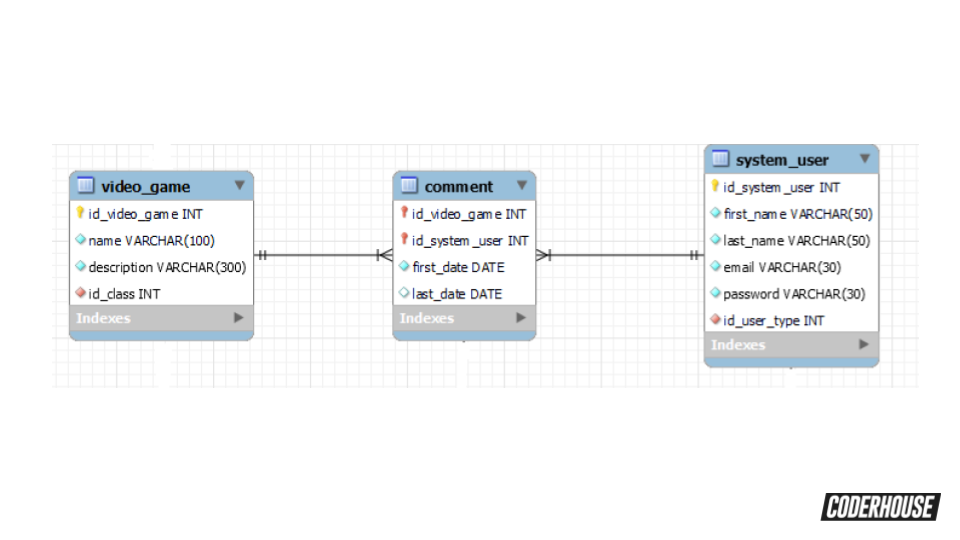 video_game
id_video_game INT
name VARCHAR(100)
description VARCHAR(300)
id_class INT
Indexes
comment
id_video_game INT
id_system_user INT
first_date DATE
last_date DATE
Indexes
system_user
id_system_user INT
first_name VARCHAR(50)
last_name VARCHAR(50)
email VARCHAR(30)
password VARCHAR(30)
id_user_type INT
Indexes
CODERHOUSE